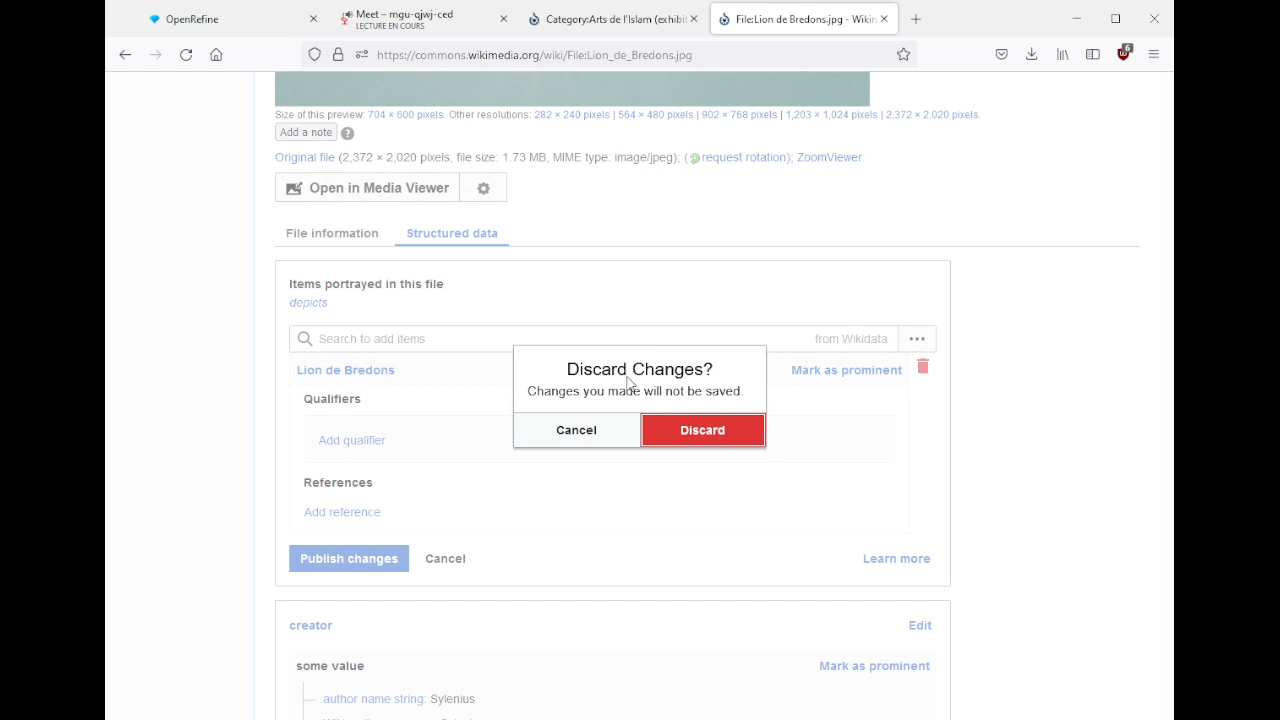 OpenRefine
Meet – mgu-qjwj-ced
LECTURE EN COURS
Category:Arts de l'Islam (exhibit
File:Lion de Bredons.jpg - Wikim
https://commons.wikimedia.org/wiki/File:Lion_de_Bredons.jpg
6
Size of this preview: 704 × 600 pixels. Other resolutions: 282 × 240 pixels | 564 × 480 pixels | 902 × 768 pixels | 1,203 × 1,024 pixels | 2,372 × 2,020 pixels.
Add a note ?
Original file (2,372 × 2,020 pixels, file size: 1.73 MB, MIME type: image/jpeg); (request rotation); ZoomViewer
Open in Media Viewer
File information Structured data
Items portrayed in this file
depicts
Search to add items from Wikidata
Lion de Bredons Mark as prominent
Discard Changes?
Changes you made will not be saved.
Cancel Discard
Qualifiers
Add qualifier
References
Add reference
Publish changes Cancel Learn more
creator Edit
some value Mark as prominent
author name string: Sylenius